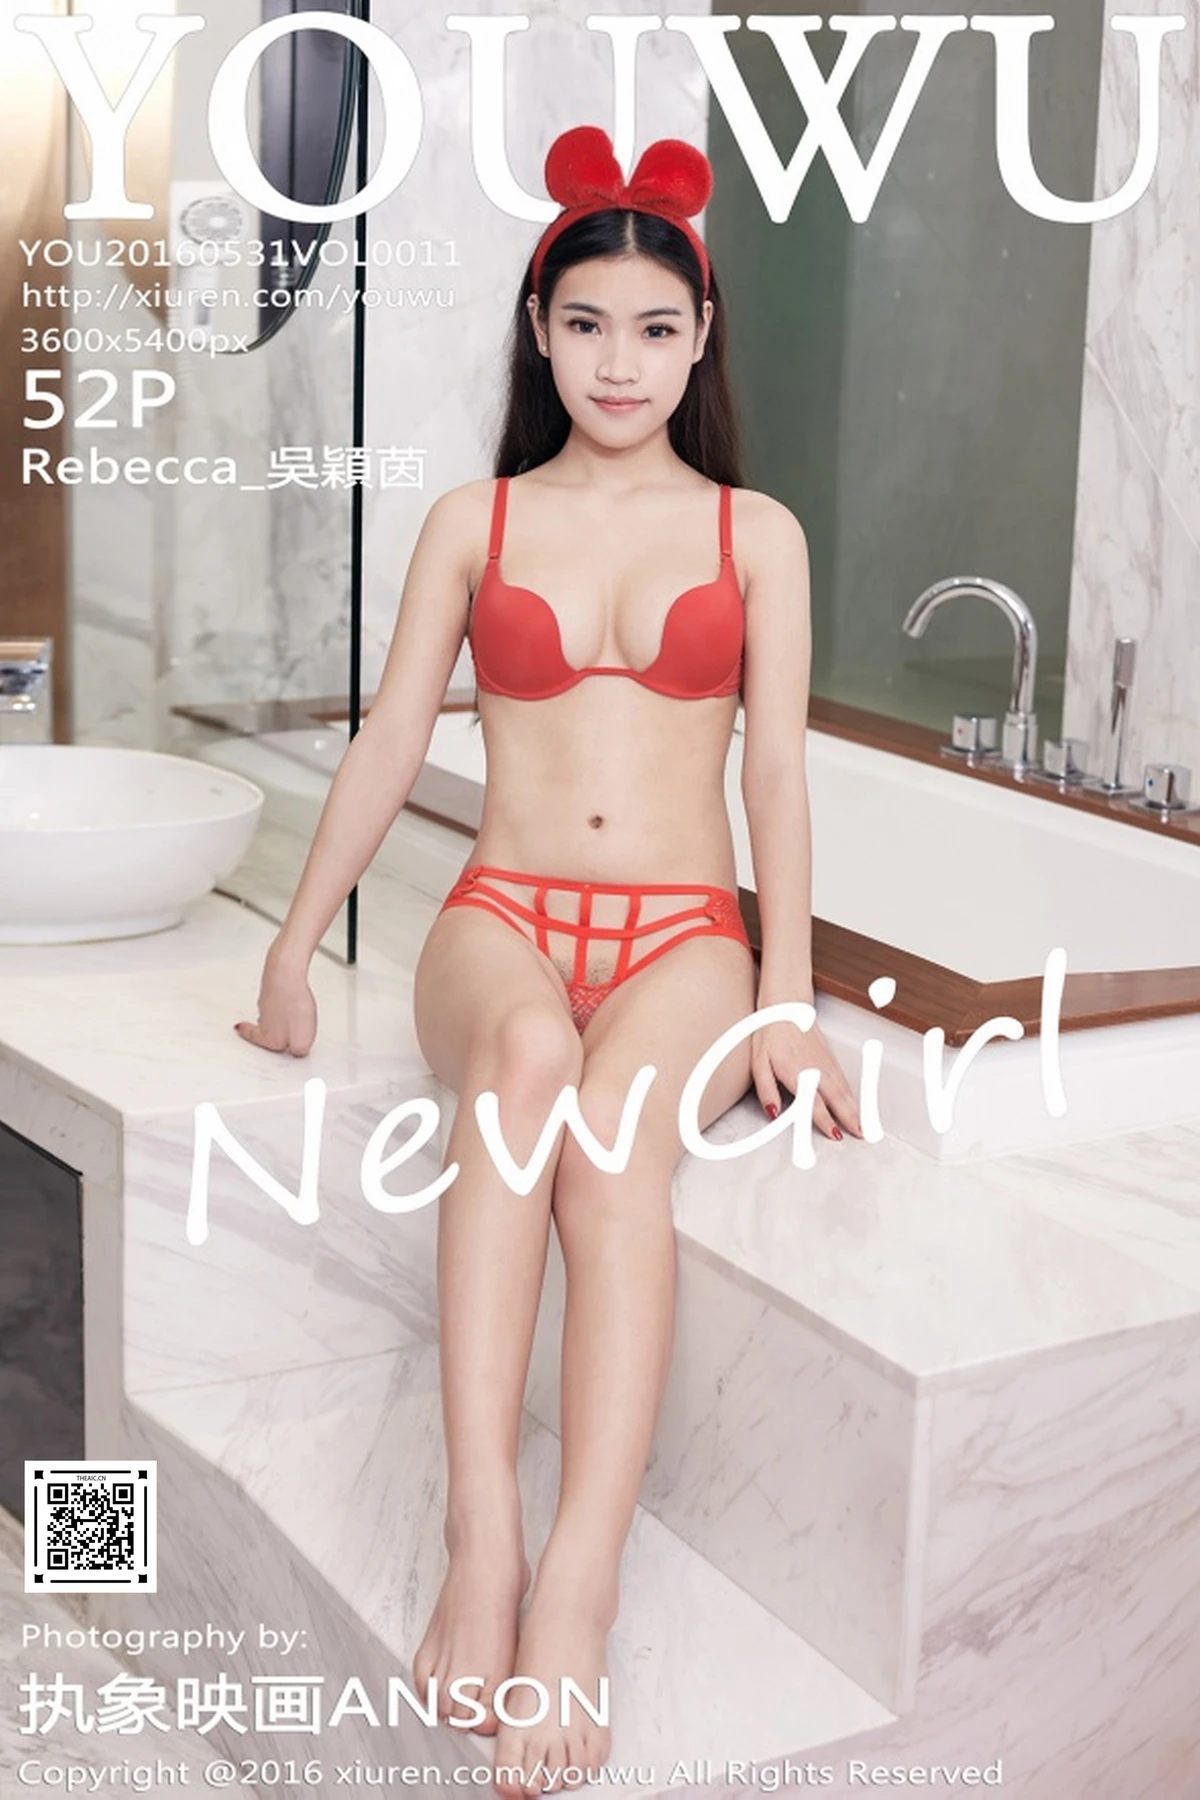 YOUWU
YOU20160531VOL0011
http://xiuren.com/youwu
3600x5400px
52P
Rebecca_吳穎茵
NewGirl
THEAIC.CN
Photography by:
执象映画ANSON
Copyright @2016 xiuren.com/youwu All Rights Reserved